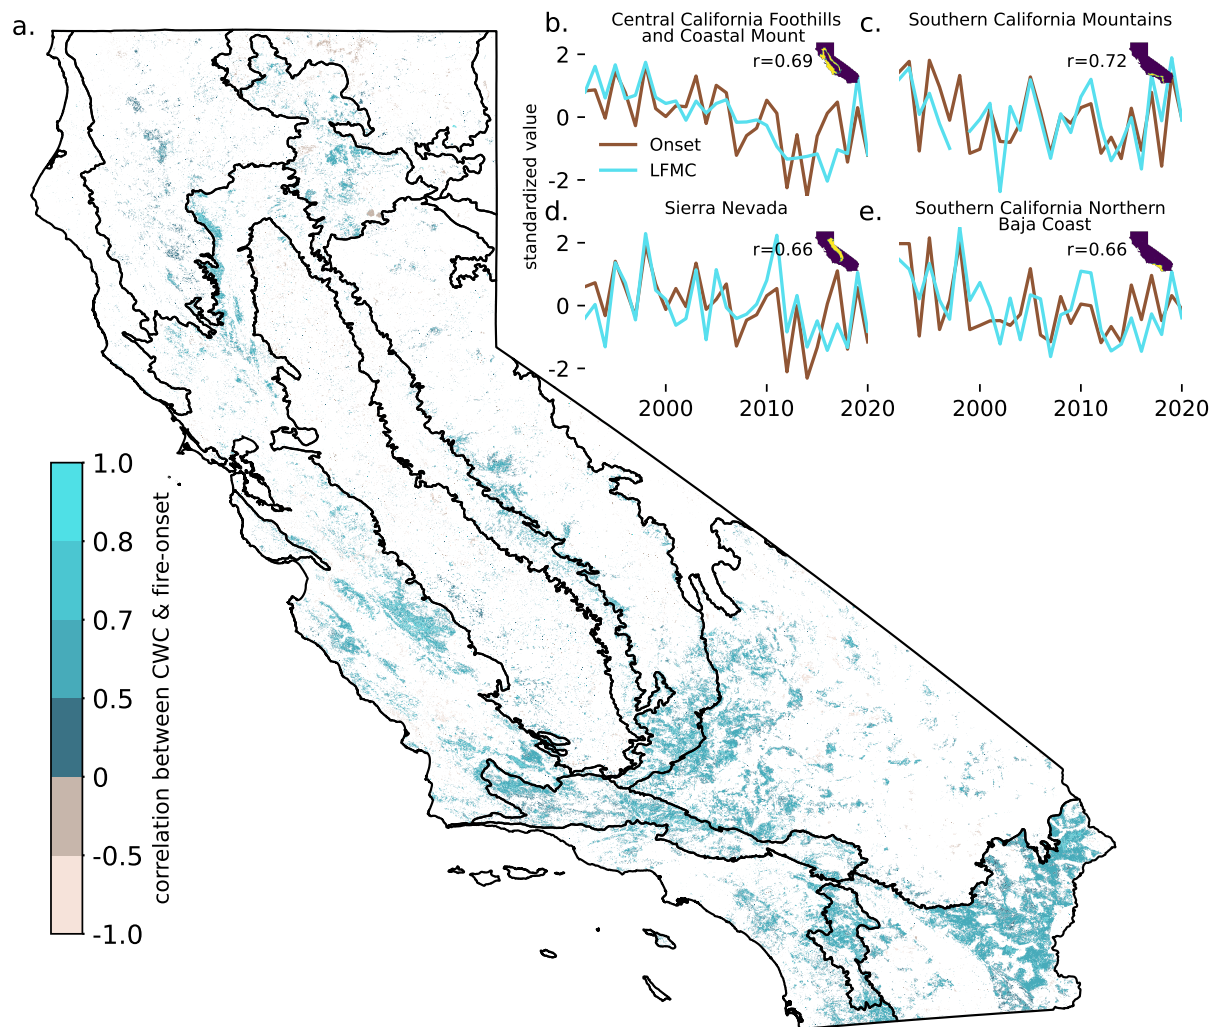 a.
b.
Central California Foothills
and Coastal Mount
r=0.69
2
0
-2
standardized value
Onset
LFMC
c.
Southern California Mountains
r=0.72
d.
Sierra Nevada
r=0.66
2
0
-2
2000
2010
2020
e.
Southern California Northern
Baja Coast
r=0.66
2000
2010
2020
1.0
0.8
0.7
0.5
0
-0.5
-1.0
correlation between CWC & fire-onset